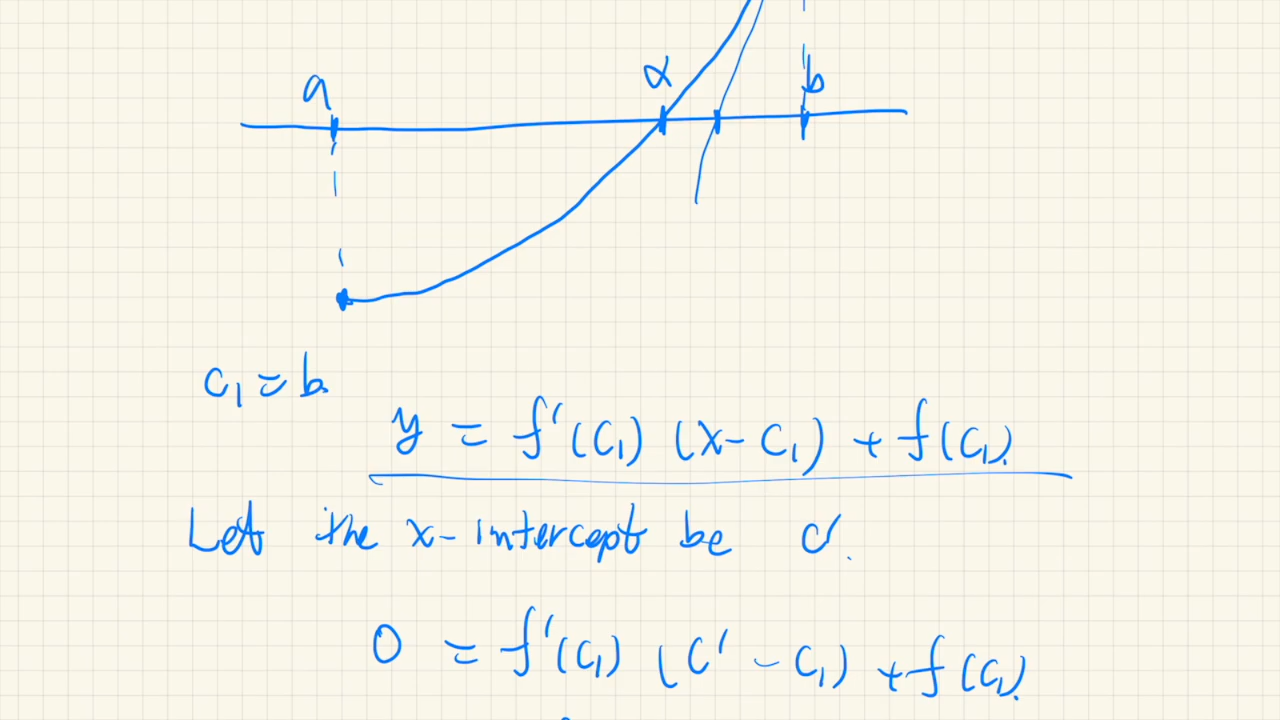 a α b
c₁ = b.
y = f'(c₁) (x - c₁) + f(c₁).
Let the x-intercept be c'.
0 = f'(c₁) (c' - c₁) + f(c₁).